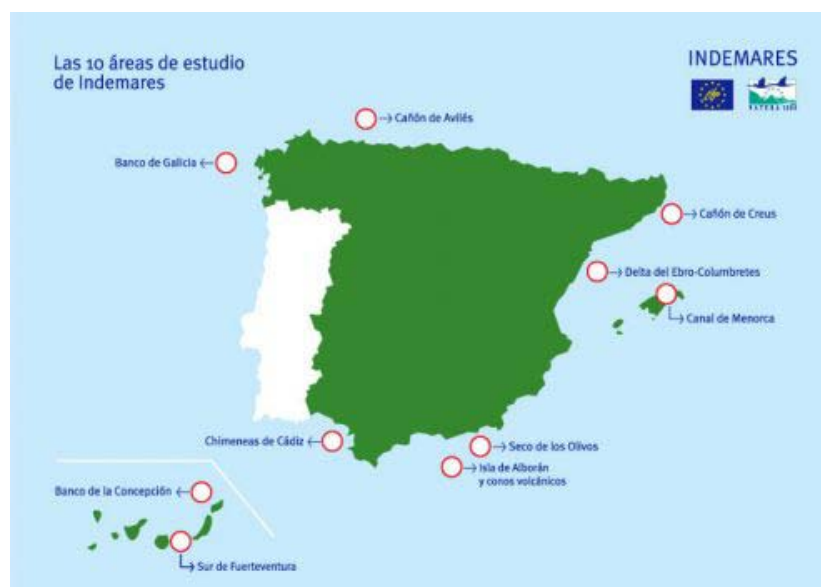 Las 10 áreas de estudio
de Indemares
INDEMARES
Cañón de Avilés
Banco de Galicia
Cañón de Creus
Delta del Ebro-Columbretes
Canal de Menorca
Chimeneas de Cádiz
Seco de los Olivos
Isla de Alborán
y conos volcánicos
Banco de la Concepción
Sur de Fuerteventura